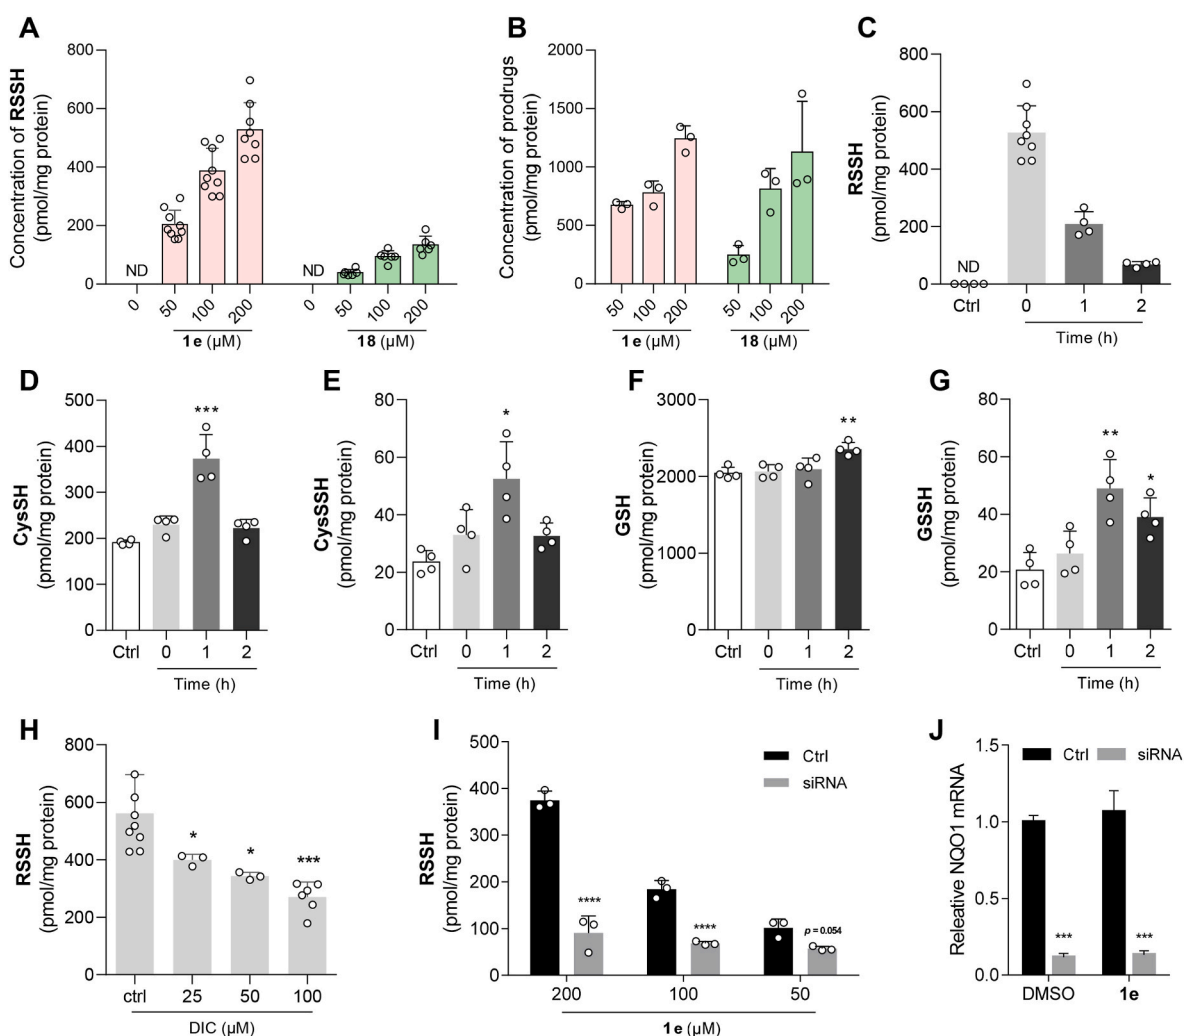 A
Concentration of RSSH
(pmol/mg protein)
800
600
400
200
0
ND
ND
0
50
100
200
0
50
100
200
1e (µM)
18 (µM)
B
Concentration of prodrugs
(pmol/mg protein)
2000
1500
1000
500
0
50
100
200
50
100
200
1e (µM)
18 (µM)
C
RSSH
(pmol/mg protein)
800
600
400
200
0
ND
Ctrl
0
1
2
Time (h)
D
CysSH
(pmol/mg protein)
500
400
300
200
100
0
***
Ctrl
0
1
2
Time (h)
E
CysSSH
(pmol/mg protein)
80
60
40
20
0
*
Ctrl
0
1
2
Time (h)
F
GSH
(pmol/mg protein)
3000
2000
1000
0
**
Ctrl
0
1
2
Time (h)
G
GSSH
(pmol/mg protein)
80
60
40
20
0
**
*
Ctrl
0
1
2
Time (h)
H
RSSH
(pmol/mg protein)
800
600
400
200
0
*
*
***
ctrl
25
50
100
DIC (µM)
I
RSSH
(pmol/mg protein)
500
400
300
200
100
0
Ctrl
siRNA
****
****
p = 0.054
200
100
50
1e (µM)
J
Releative NQO1 mRNA
1.5
1.0
0.5
0.0
Ctrl
siRNA
***
***
DMSO
1e